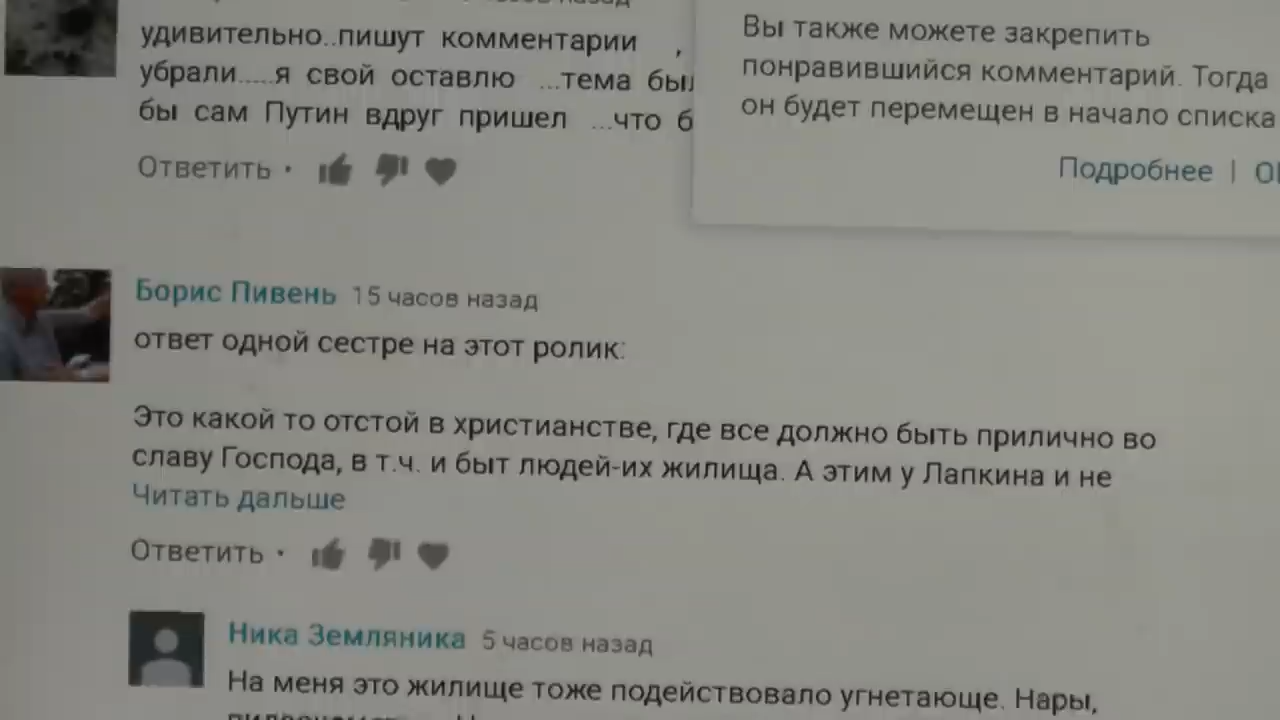 часов назад
удивительно..пишут комментарии ,
убрали.....я свой оставлю ...тема был
бы сам Путин вдруг пришел ...что б
Ответить ·
Вы также можете закрепить
понравившийся комментарий. Тогда
он будет перемещен в начало списка
Подробнее |
Борис Пивень 15 часов назад
ответ одной сестре на этот ролик:
Это какой то отстой в христианстве, где все должно быть прилично во
славу Господа, в т.ч. и быт людей-их жилища. А этим у Лапкина и не
Читать дальше
Ответить ·
Ника Земляника 5 часов назад
На меня это жилище тоже подействовало угнетающе. Нары,